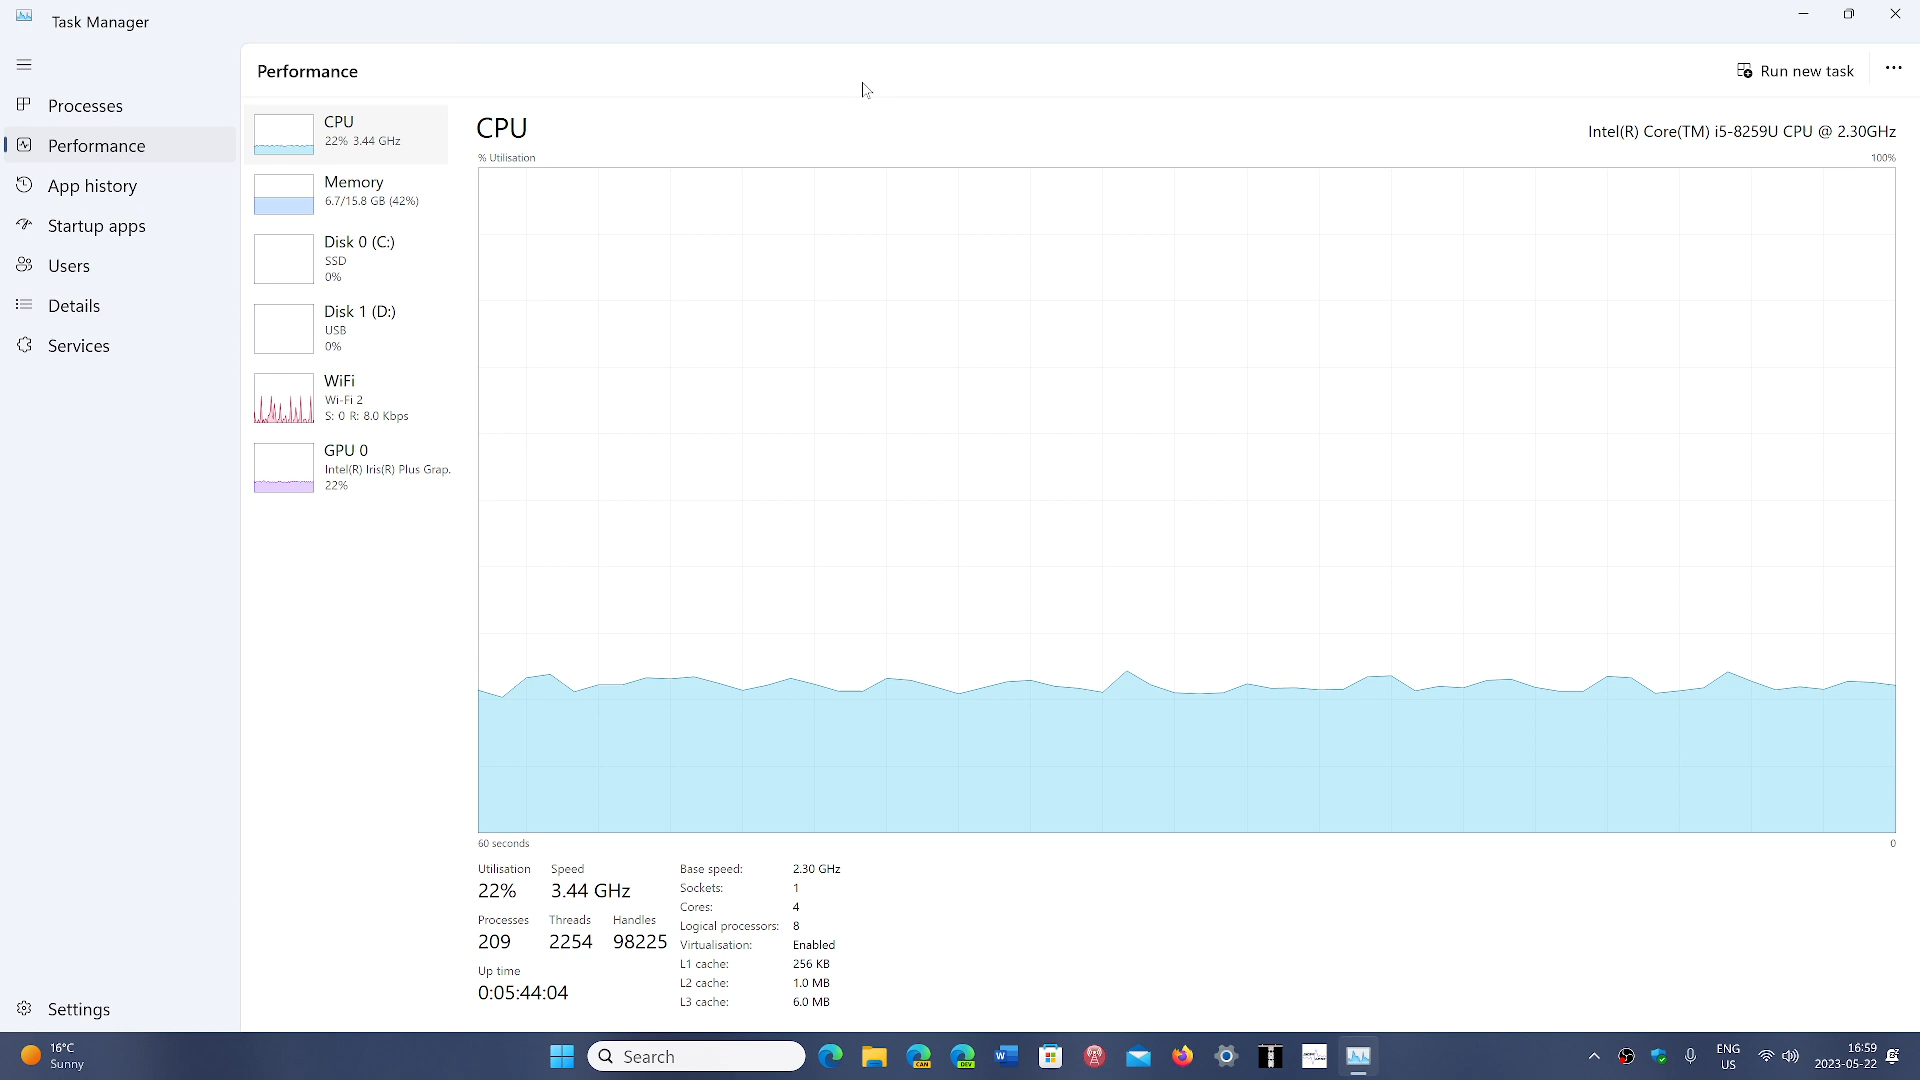 Task Manager
Performance
Run new task
Processes
Performance
App history
Startup apps
Users
Details
Services
Settings
CPU
22% 3.44 GHz
Memory
6.7/15.8 GB (42%)
Disk 0 (C:)
SSD
0%
Disk 1 (D:)
USB
0%
WiFi
Wi-Fi 2
S: 0 R: 8.0 Kbps
GPU 0
Intel(R) Iris(R) Plus Grap.
22%
CPU
Intel(R) Core(TM) i5-8259U CPU @ 2.30GHz
% Utilisation
100%
60 seconds
0
Utilisation Speed
22% 3.44 GHz
Processes Threads Handles
209 2254 98225
Up time
0:05:44:04
Base speed: 2.30 GHz
Sockets: 1
Cores: 4
Logical processors: 8
Virtualisation: Enabled
L1 cache: 256 KB
L2 cache: 1.0 MB
L3 cache: 6.0 MB
16°C
Sunny
Search
CAN
DEV
W
ENG
US
16:59
2023-05-22